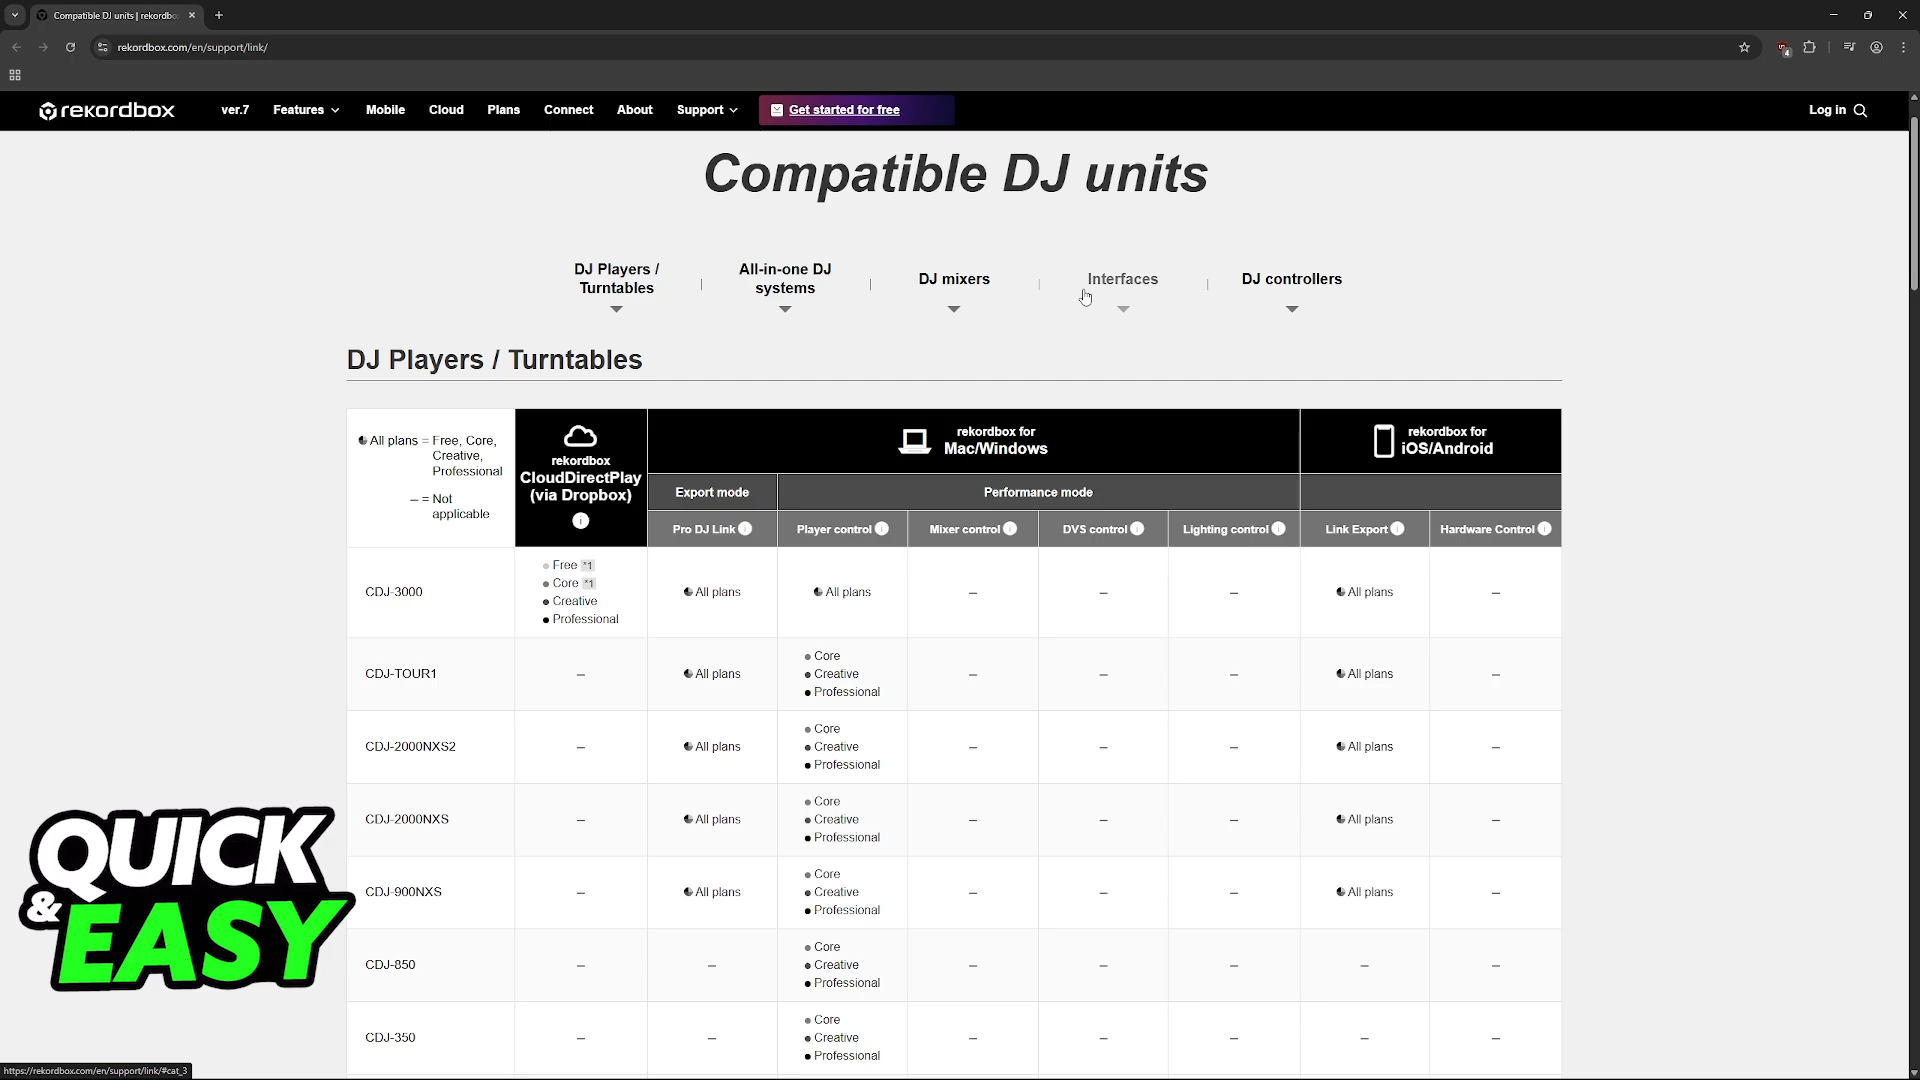 Compatible DJ units | rekordbo
rekordbox.com/en/support/link/
4
rekordbox
ver.7
Features
Mobile
Cloud
Plans
Connect
About
Support
Get started for free
Log in
Compatible DJ units
DJ Players /
Turntables
All-in-one DJ
systems
DJ mixers
Interfaces
DJ controllers
DJ Players / Turntables
All plans = Free, Core,
Creative,
Professional
– = Not
applicable
rekordbox
CloudDirectPlay
(via Dropbox)
i
rekordbox for
Mac/Windows
rekordbox for
iOS/Android
Export mode
Performance mode
Pro DJ Link i
Player control i
Mixer control i
DVS control i
Lighting control i
Link Export i
Hardware Control i
CDJ-3000
Free *1
Core *1
Creative
Professional
All plans
All plans
–
–
–
All plans
–
CDJ-TOUR1
–
All plans
Core
Creative
Professional
–
–
–
All plans
–
CDJ-2000NXS2
–
All plans
Core
Creative
Professional
–
–
–
All plans
–
CDJ-2000NXS
–
All plans
Core
Creative
Professional
–
–
–
All plans
–
CDJ-900NXS
–
All plans
Core
Creative
Professional
–
–
–
All plans
–
CDJ-850
–
–
Core
Creative
Professional
–
–
–
–
–
CDJ-350
–
–
Core
Creative
Professional
–
–
–
–
–
QUICK
& EASY
https://rekordbox.com/en/support/link/#cat_3